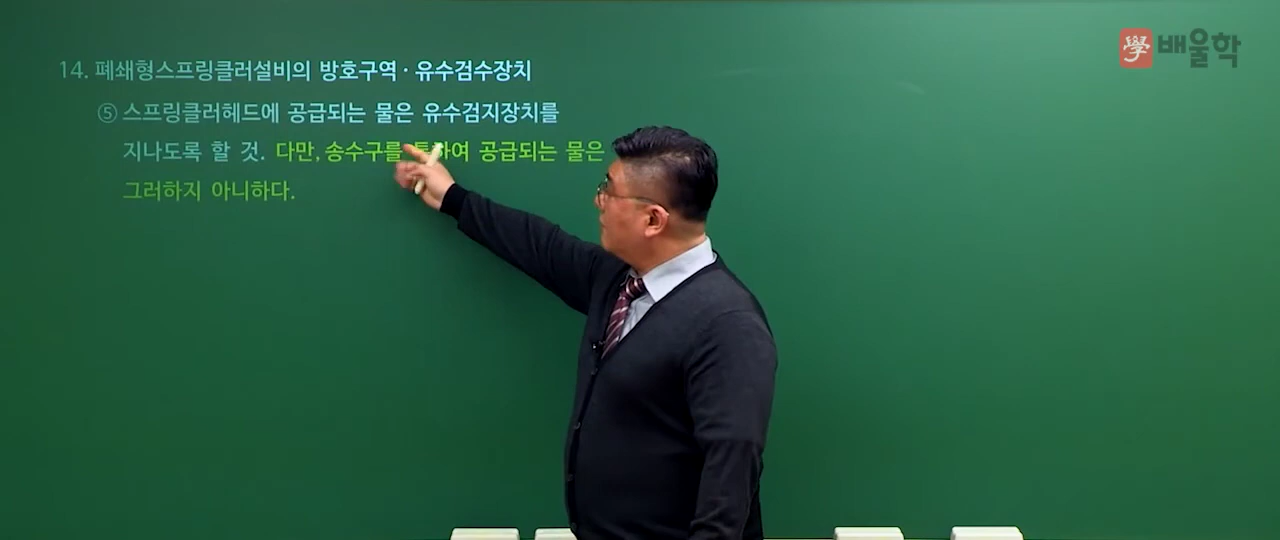 學 배울학
14. 폐쇄형스프링클러설비의 방호구역 · 유수검수장치
⑤ 스프링클러헤드에 공급되는 물은 유수검지장치를
지나도록 할 것. 다만, 송수구를 통하여 공급되는 물은
그러하지 아니하다.